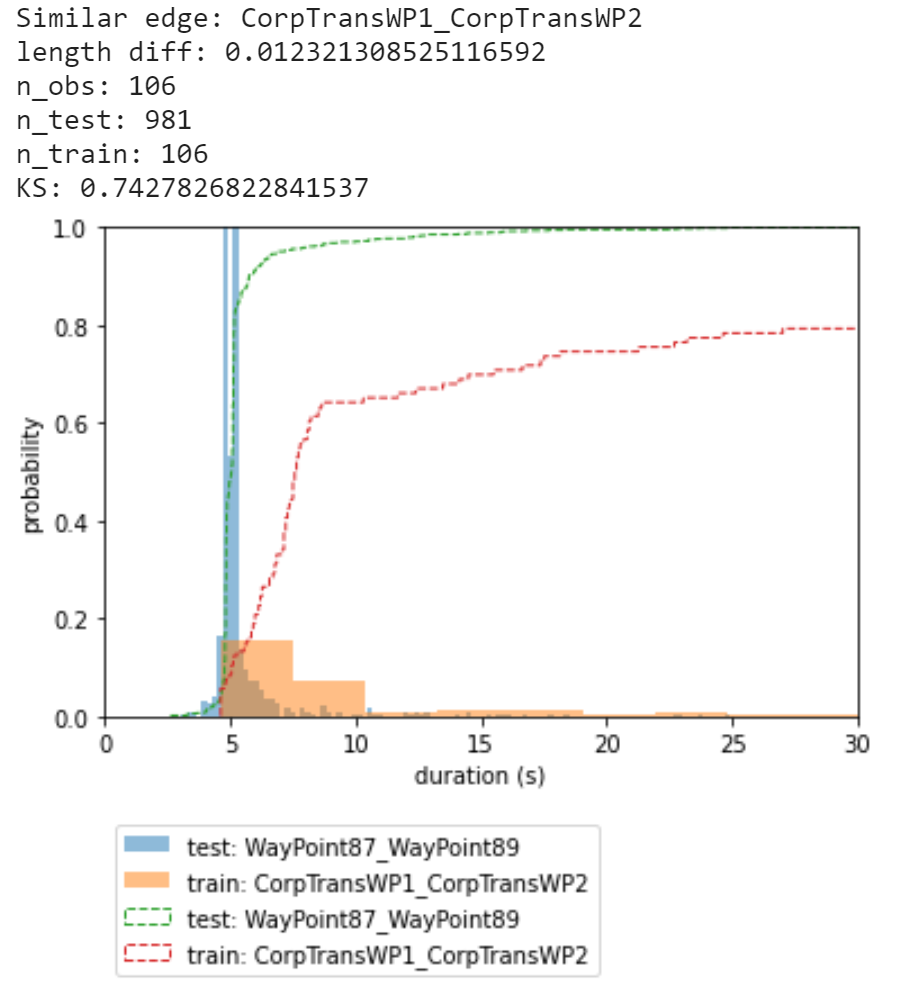 Similar edge: CorpTransWP1_CorpTransWP2
length diff: 0.012321308525116592
n_obs: 106
n_test: 981
n_train: 106
KS: 0.7427826822841537
1.0
0.8
0.6
0.4
0.2
0.0
probability
0 5 10 15 20 25 30
duration (s)
test: WayPoint87_WayPoint89
train: CorpTransWP1_CorpTransWP2
test: WayPoint87_WayPoint89
train: CorpTransWP1_CorpTransWP2